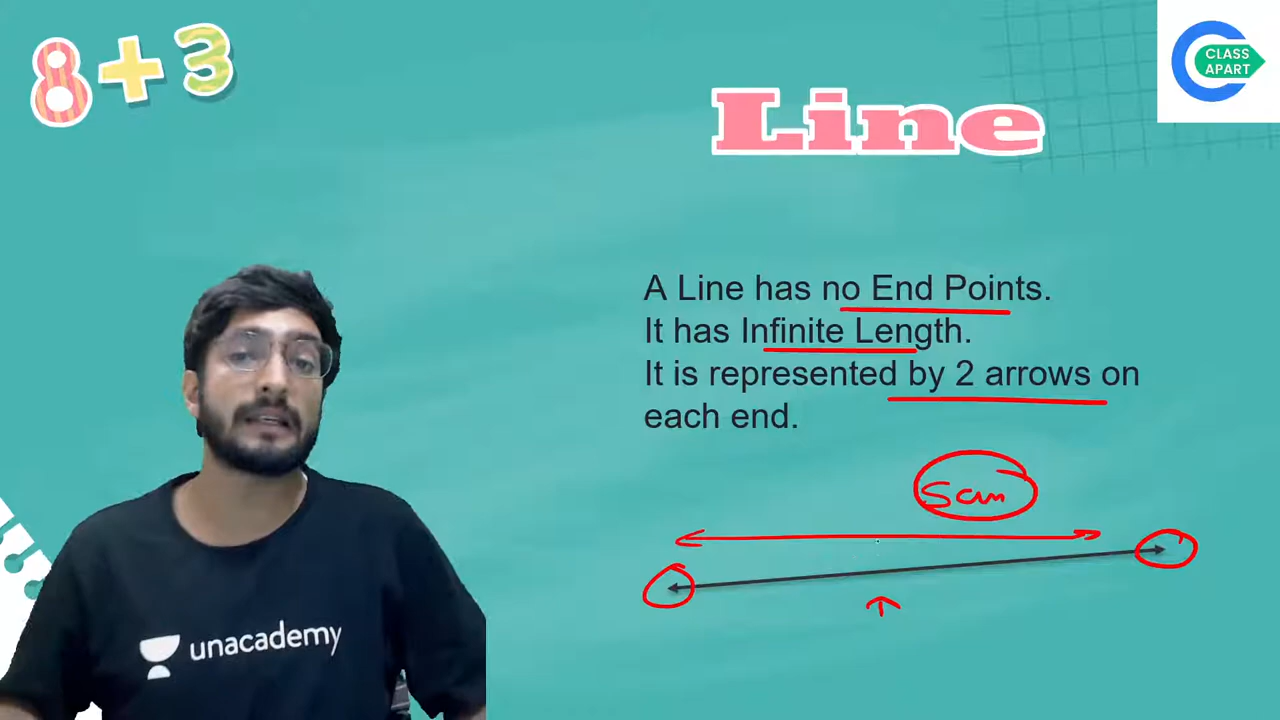 8+3
CLASS
APART
Line
A Line has no End Points.
It has Infinite Length.
It is represented by 2 arrows on
each end.
5cm
unacademy